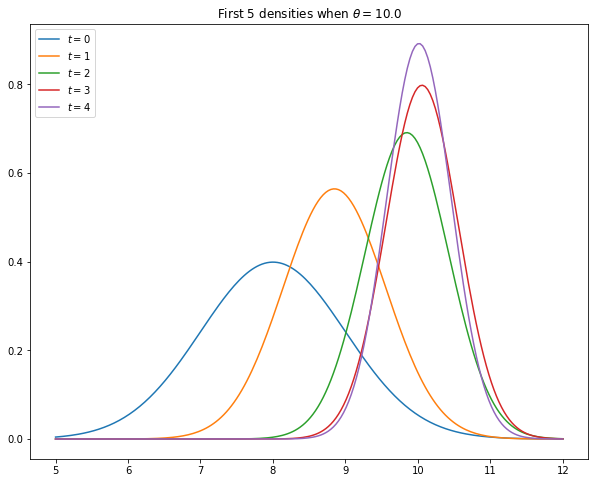 First 5 densities when θ = 10.0
t = 0
t = 1
t = 2
t = 3
t = 4
0.8
0.6
0.4
0.2
0.0
5 6 7 8 9 10 11 12